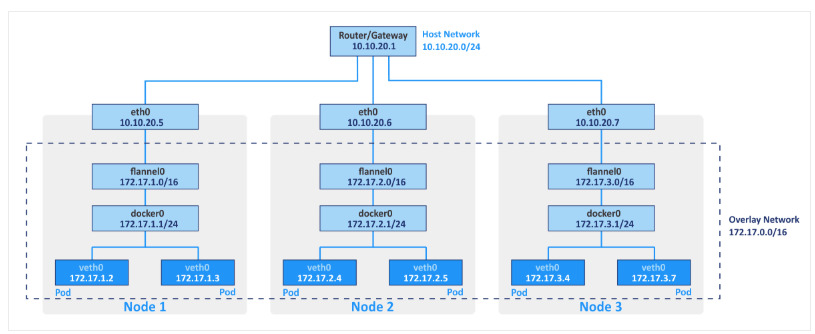 Router/Gateway
10.10.20.1
Host Network
10.10.20.0/24
eth0
10.10.20.5
eth0
10.10.20.6
eth0
10.10.20.7
flannel0
172.17.1.0/16
flannel0
172.17.2.0/16
flannel0
172.17.3.0/16
docker0
172.17.1.1/24
docker0
172.17.2.1/24
docker0
172.17.3.1/24
Overlay Network
172.17.0.0/16
veth0
172.17.1.2
veth0
172.17.1.3
veth0
172.17.2.4
veth0
172.17.2.5
veth0
172.17.3.4
veth0
172.17.3.7
Pod
Pod
Pod
Pod
Pod
Pod
Node 1
Node 2
Node 3